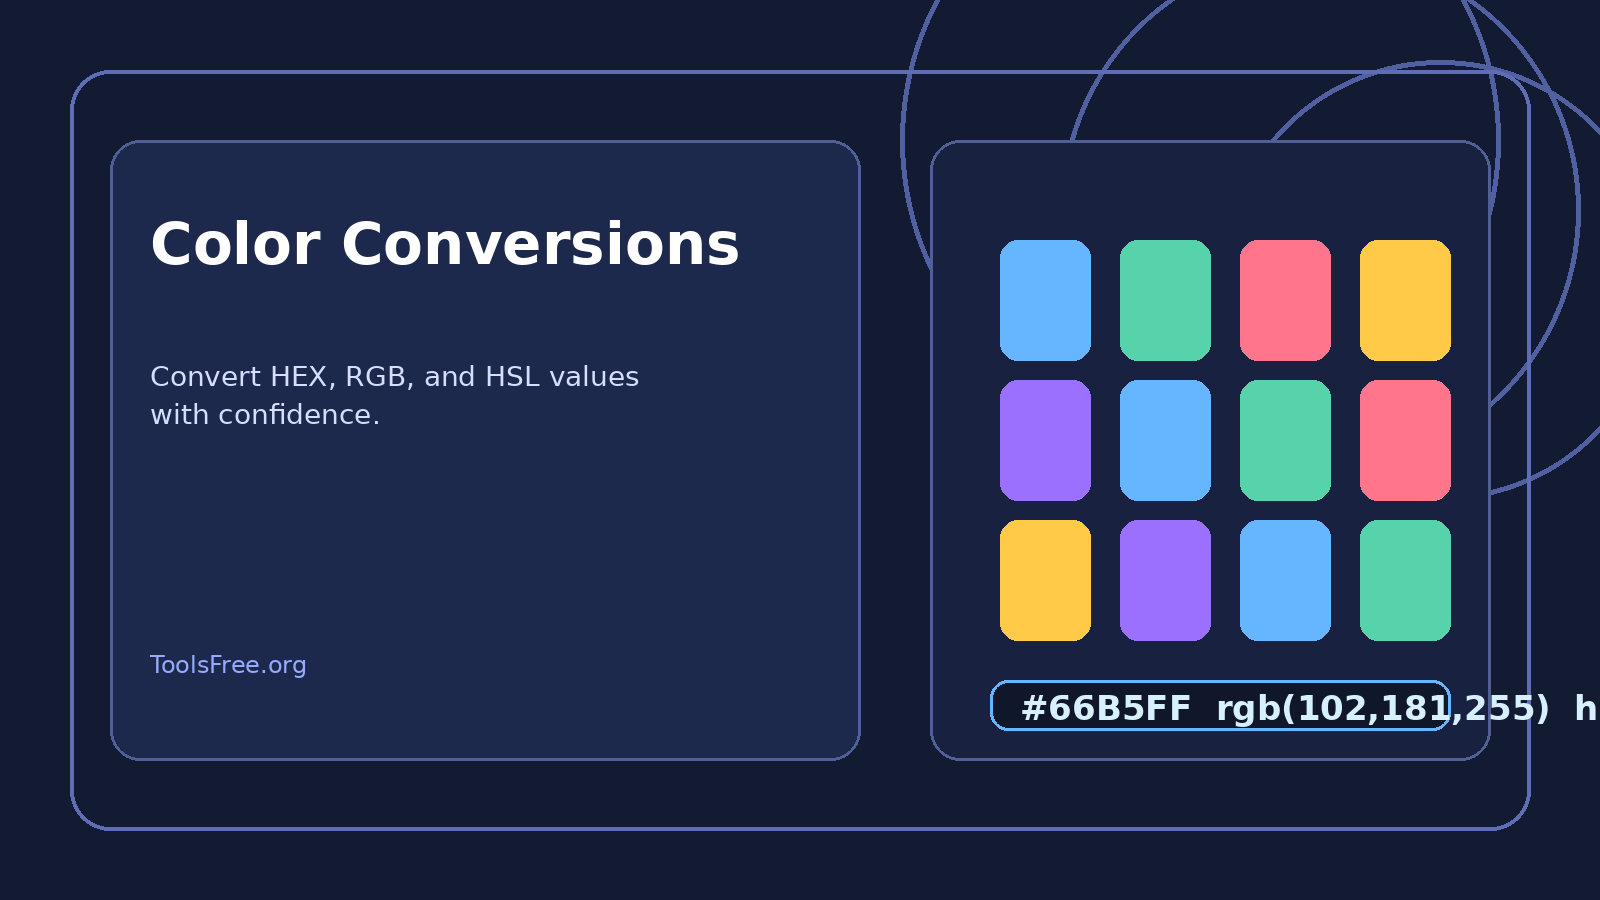 Color Conversions
Convert HEX, RGB, and HSL values
with confidence.
ToolsFree.org
#66B5FF rgb(102,181,255) h